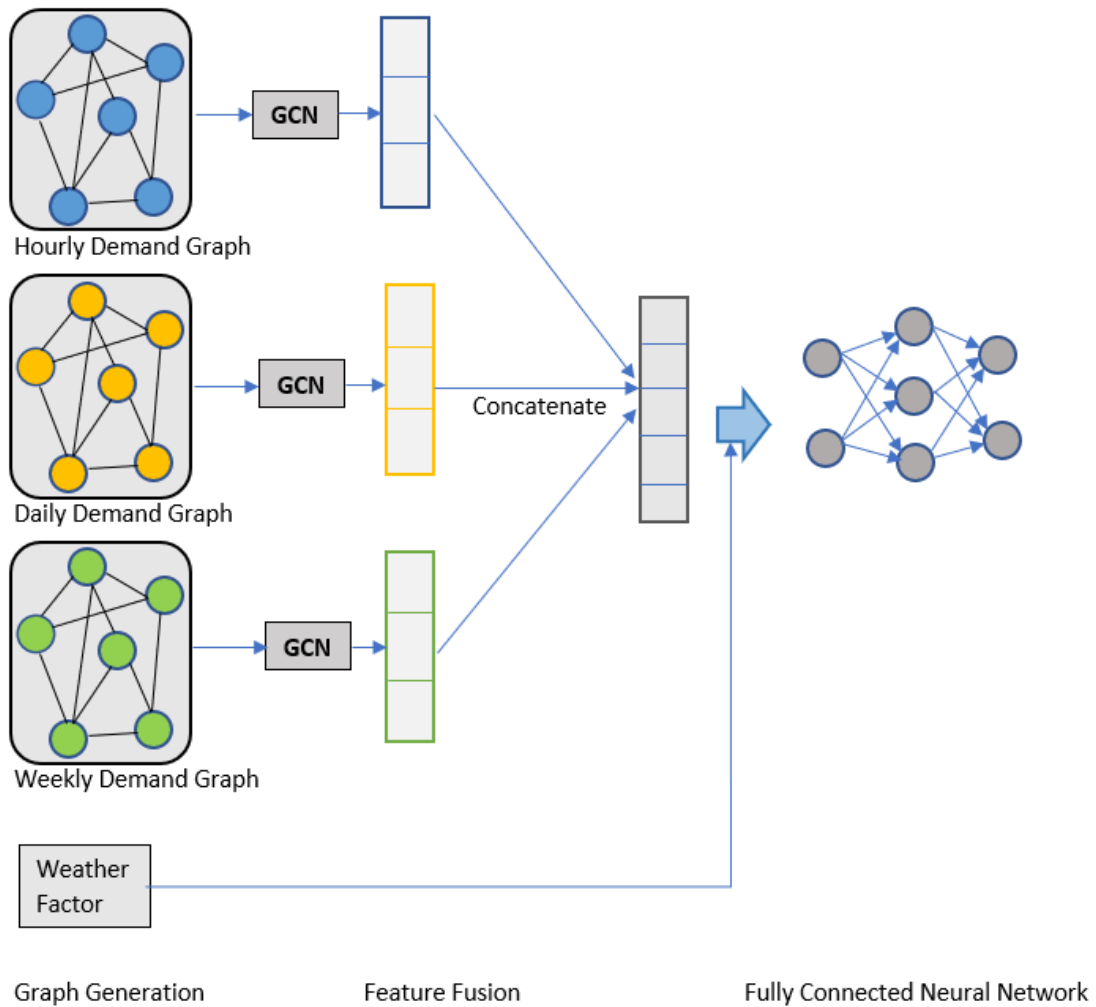 GCN
Hourly Demand Graph
GCN
Concatenate
Daily Demand Graph
GCN
Weekly Demand Graph
Weather
Factor
Graph Generation
Feature Fusion
Fully Connected Neural Network